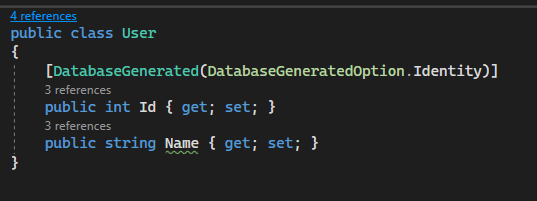 4 references
public class User
{
[DatabaseGenerated(DatabaseGeneratedOption.Identity)]
3 references
public int Id { get; set; }
3 references
public string Name { get; set; }
}